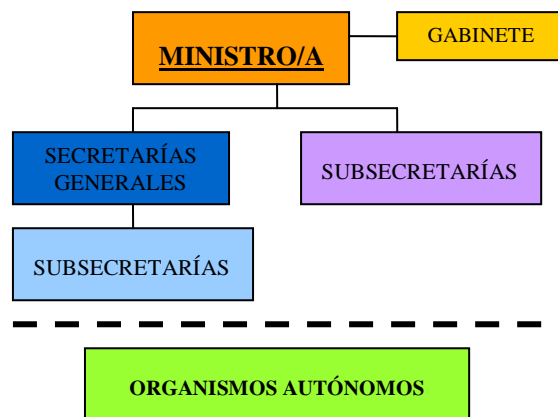 MINISTRO/A
GABINETE
SECRETARÍAS
GENERALES
SUBSECRETARÍAS
SUBSECRETARÍAS
ORGANISMOS AUTÓNOMOS